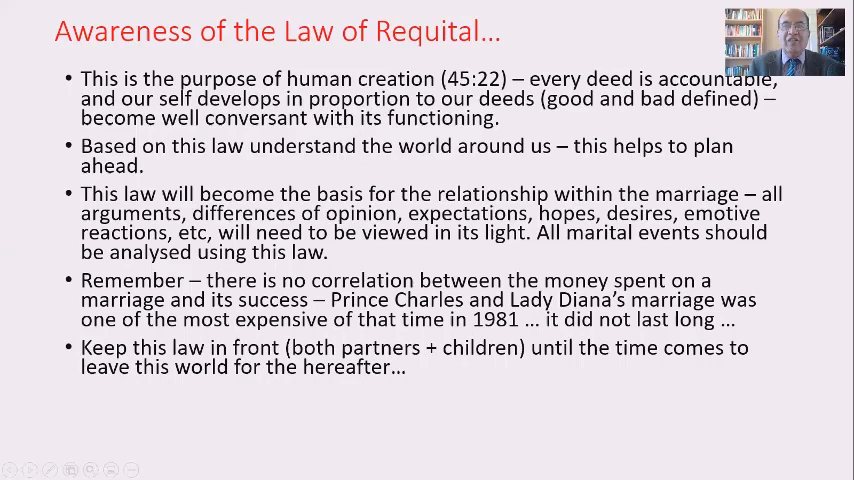 Awareness of the Law of Requital...
• This is the purpose of human creation (45:22) – every deed is accountable,
and our self develops in proportion to our deeds (good and bad defined) –
become well conversant with its functioning.
• Based on this law understand the world around us – this helps to plan
ahead.
• This law will become the basis for the relationship within the marriage – all
arguments, differences of opinion, expectations, hopes, desires, emotive
reactions, etc, will need to be viewed in its light. All marital events should
be analysed using this law.
• Remember – there is no correlation between the money spent on a
marriage and its success – Prince Charles and Lady Diana's marriage was
one of the most expensive of that time in 1981 ... it did not last long ...
• Keep this law in front (both partners + children) until the time comes to
leave this world for the hereafter...